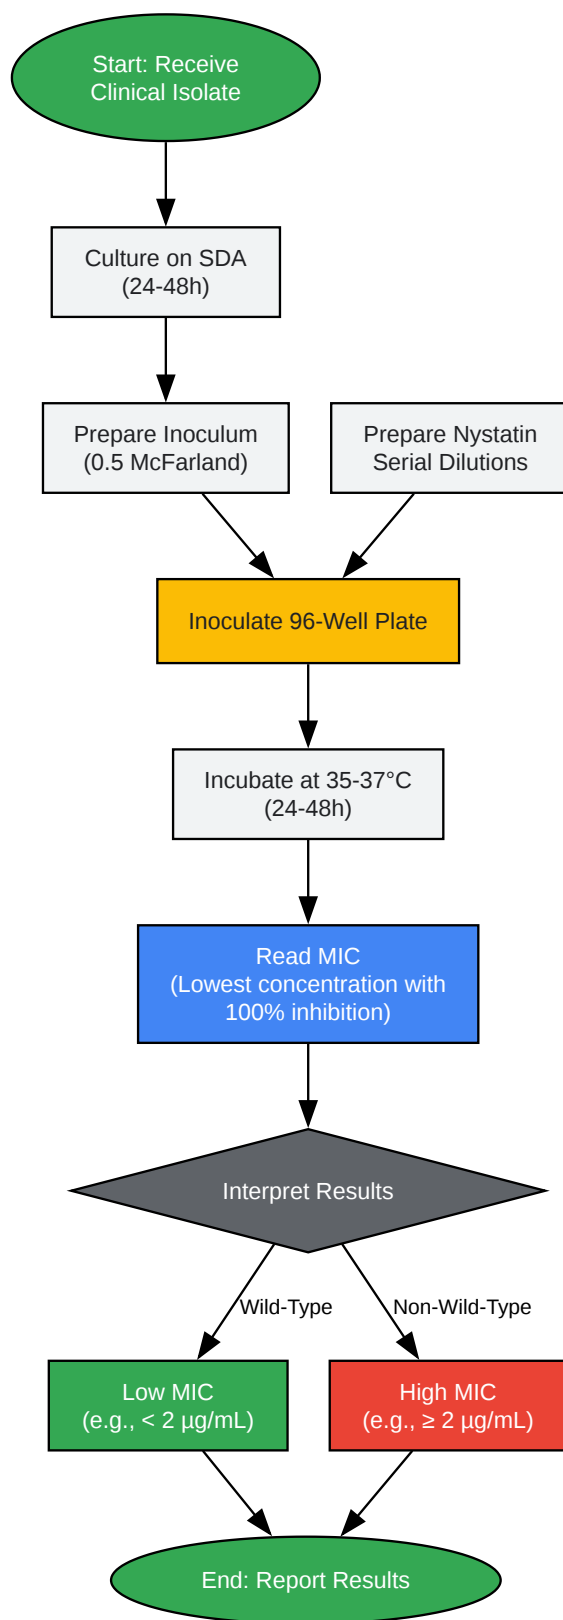 Start: Receive
Clinical Isolate
Culture on SDA
(24-48h)
Prepare Inoculum
(0.5 McFarland)
Prepare Nystatin
Serial Dilutions
Inoculate 96-Well Plate
Incubate at 35-37°C
(24-48h)
Read MIC
(Lowest concentration with
100% inhibition)
Interpret Results
Wild-Type
Non-Wild-Type
Low MIC
(e.g., < 2 µg/mL)
High MIC
(e.g., ≥ 2 µg/mL)
End: Report Results